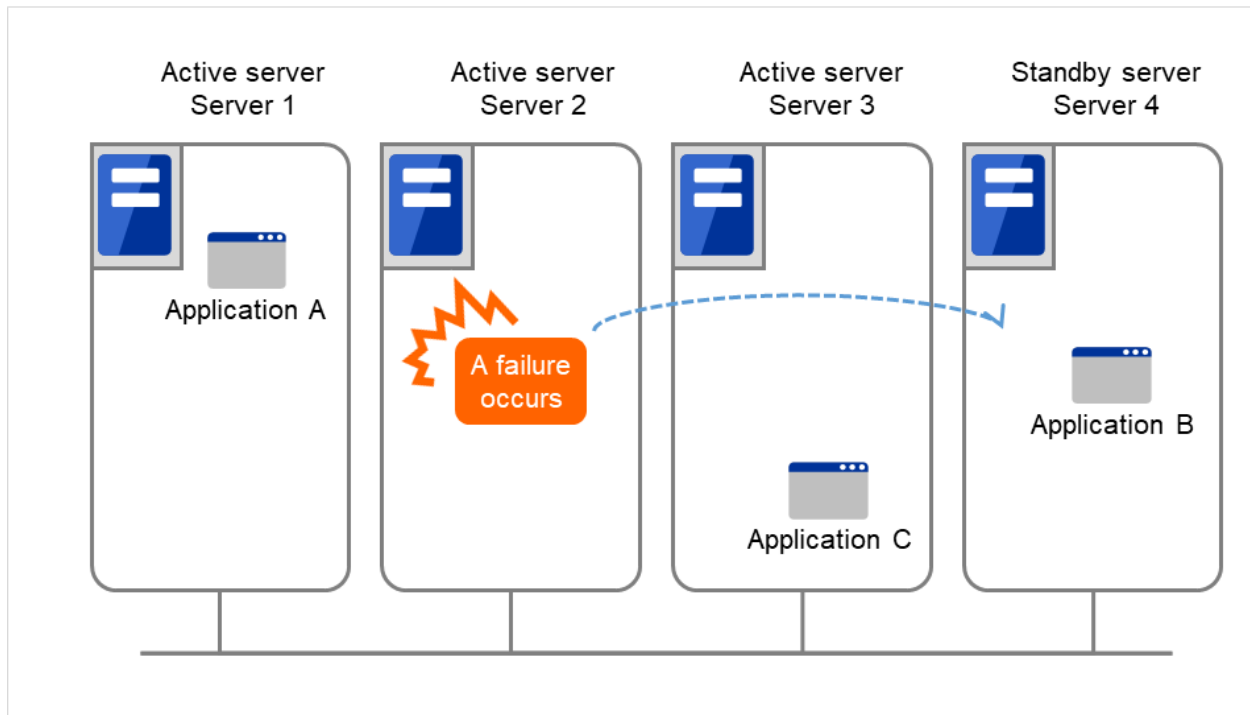 Active server
Server 1
Active server
Server 2
Active server
Server 3
Standby server
Server 4
Application A
A failure
occurs
Application B
Application C